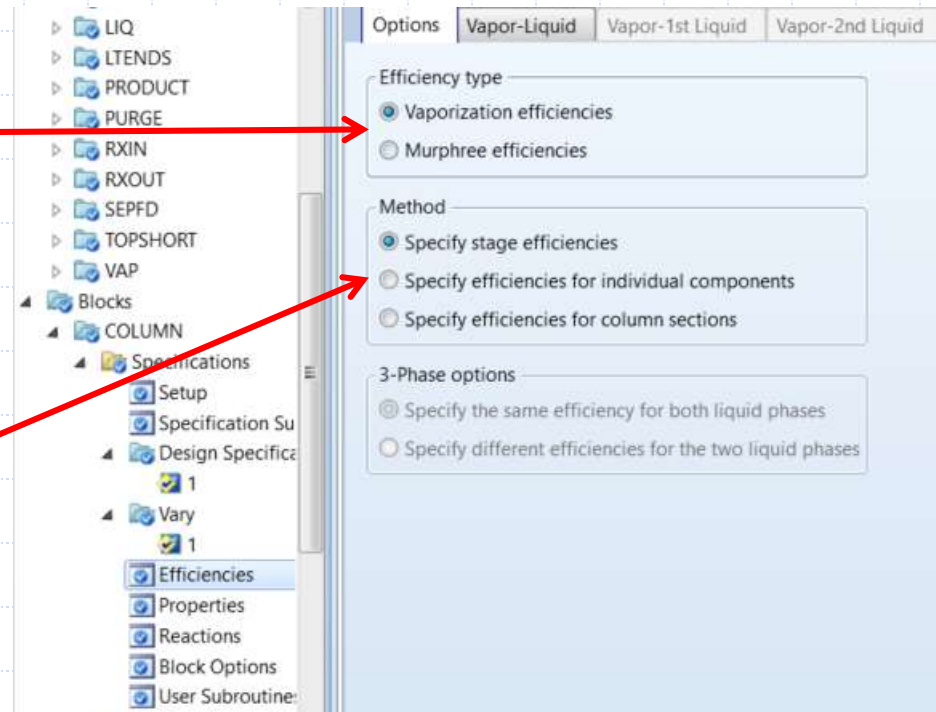 LIQ
LTENDS
PRODUCT
PURGE
RXIN
RXOUT
SEPFD
TOPSHORT
VAP
Blocks
COLUMN
Specifications
Setup
Specification Su
Design Specifica
1
Vary
1
Efficiencies
Properties
Reactions
Block Options
User Subroutines
Options Vapor-Liquid Vapor-1st Liquid Vapor-2nd Liquid
Efficiency type
Vaporization efficiencies
Murphree efficiencies
Method
Specify stage efficiencies
Specify efficiencies for individual components
Specify efficiencies for column sections
3-Phase options
Specify the same efficiency for both liquid phases
Specify different efficiencies for the two liquid phases